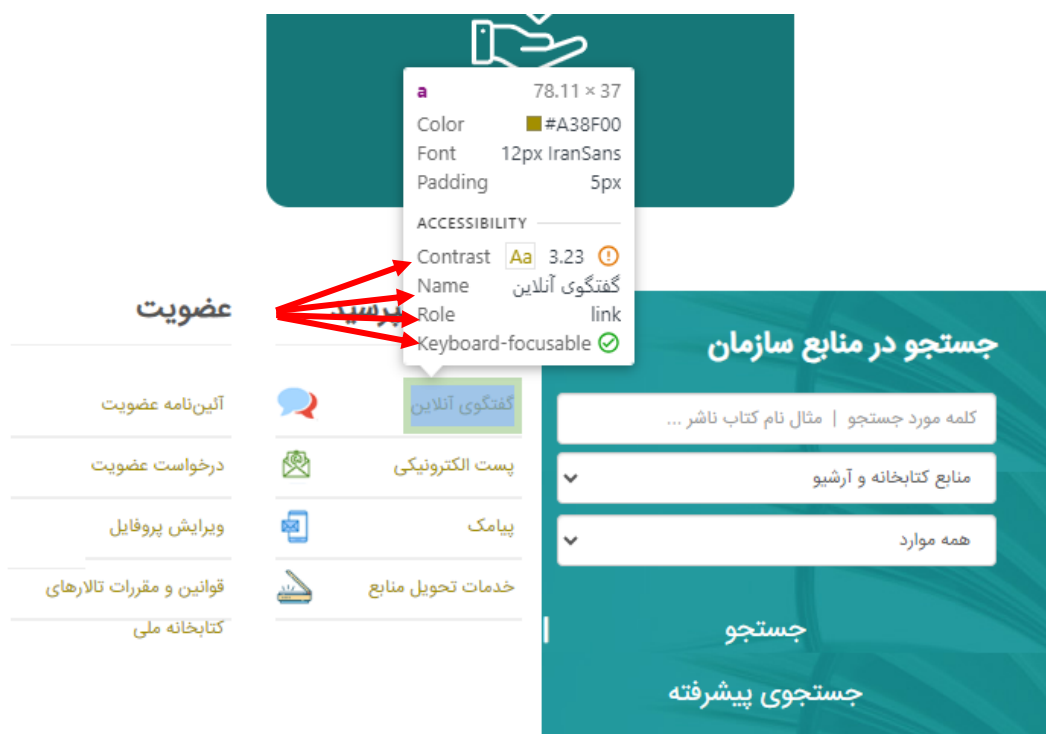 a 78.11 × 37
Color #A38F00
Font 12px IranSans
Padding 5px
ACCESSIBILITY
Contrast Aa 3.23
Name گفتگوی آنلاین
Role link
Keyboard-focusable
جستجو در منابع سازمان
کلمه مورد جستجو | مثال نام کتاب ناشر ...
منابع کتابخانه و آرشیو
همه موارد
جستجو
جستجوی پیشرفته
گفتگوی آنلاین
پست الکترونیکی
پیامک
خدمات تحویل منابع
عضویت
آئین‌نامه عضویت
درخواست عضویت
ویرایش پروفایل
قوانین و مقررات تالارهای
کتابخانه ملی